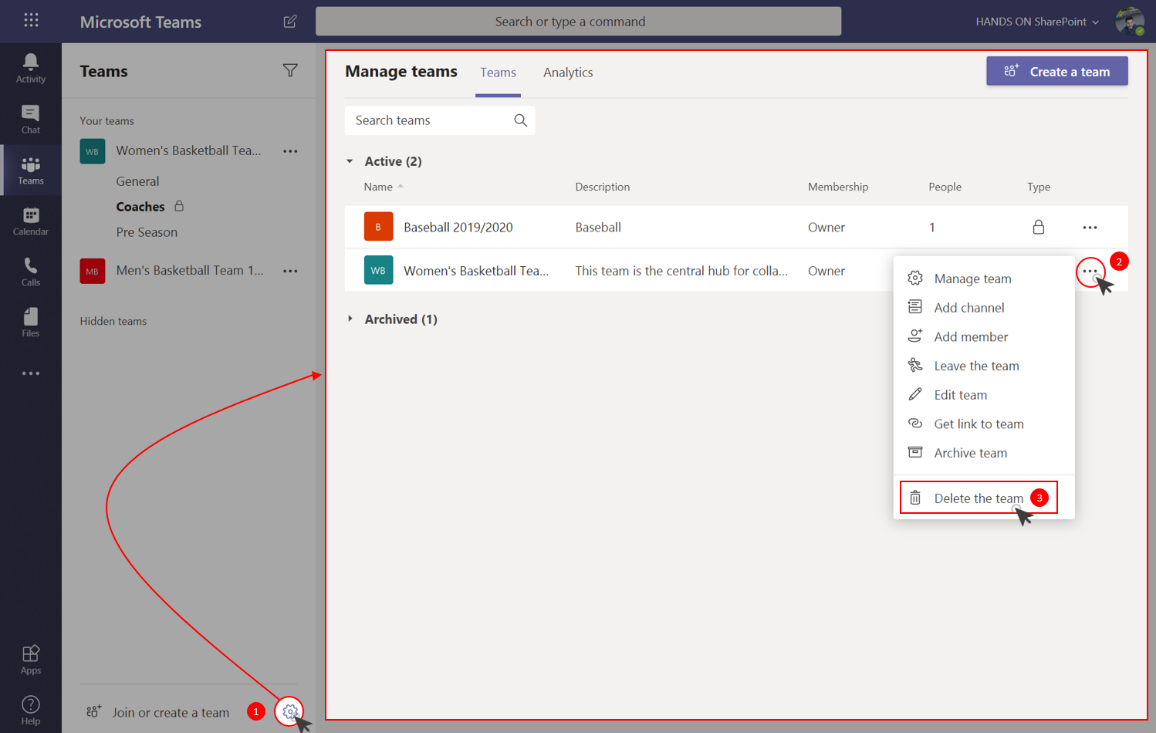 Microsoft Teams
Search or type a command
HANDS ON SharePoint
Activity
Chat
Teams
Calendar
Calls
Files
Apps
Help
Teams
Your teams
WB Women's Basketball Tea...
General
Coaches
Pre Season
MB Men's Basketball Team 1...
Hidden teams
Join or create a team 1
Manage teams Teams Analytics
Create a team
Search teams
Active (2)
Name Description Membership People Type
B Baseball 2019/2020 Baseball Owner 1
WB Women's Basketball Tea... This team is the central hub for colla... Owner
2
Archived (1)
Manage team
Add channel
Add member
Leave the team
Edit team
Get link to team
Archive team
Delete the team 3